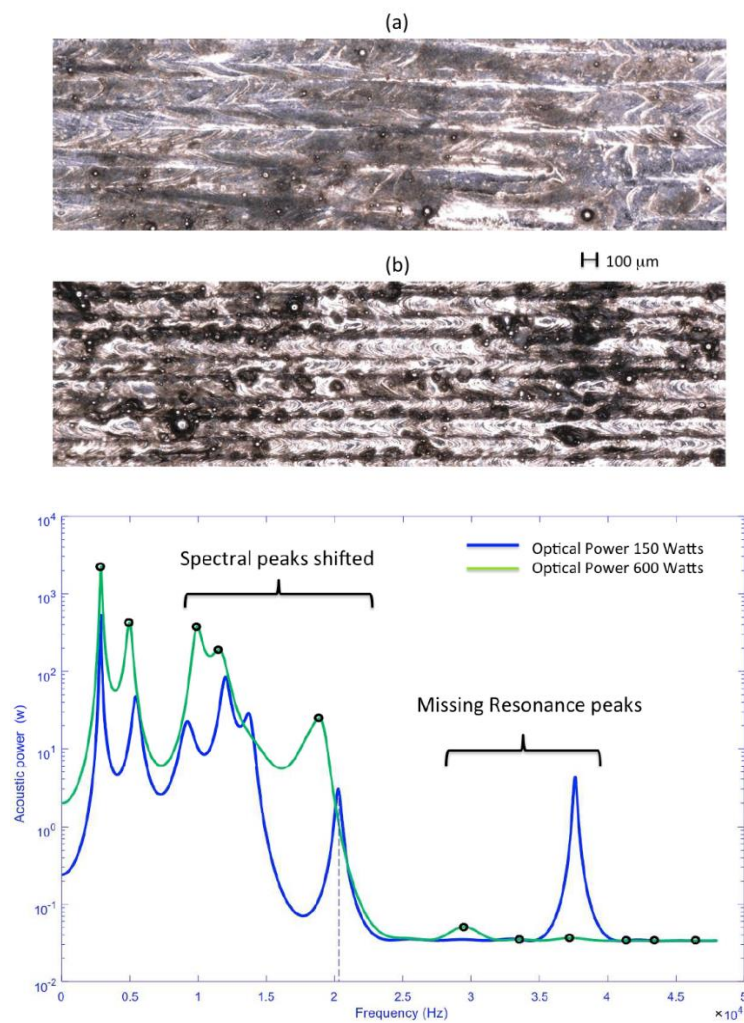 (a)
100 μm
(b)
10⁴
10³
10²
10¹
10⁰
10⁻¹
10⁻²
Acoustic power (w)
Spectral peaks shifted
Optical Power 150 Watts
Optical Power 600 Watts
Missing Resonance peaks
0 0.5 1 1.5 2 2.5 3 3.5 4 4.5 5
×10⁴
Frequency (Hz)